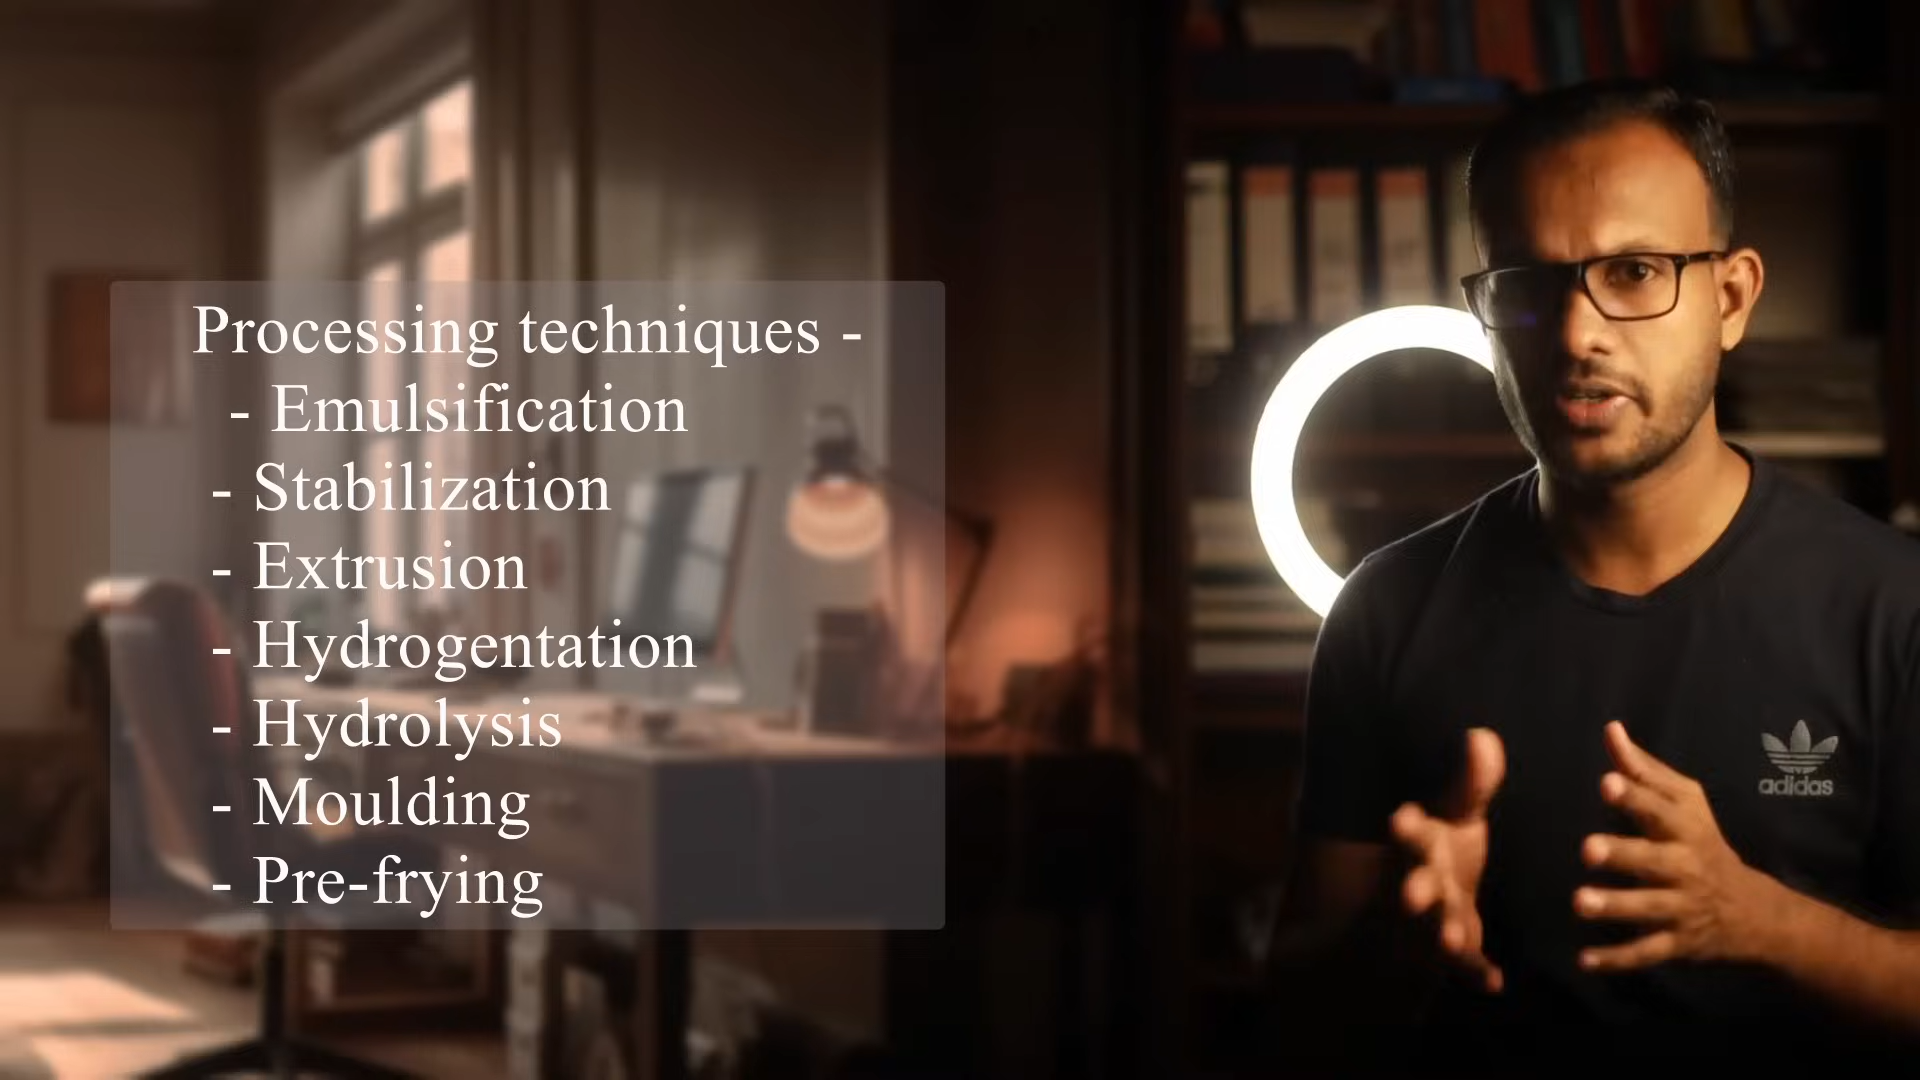 Processing techniques -
- Emulsification
- Stabilization
- Extrusion
- Hydrogentation
- Hydrolysis
- Moulding
- Pre-frying
adidas